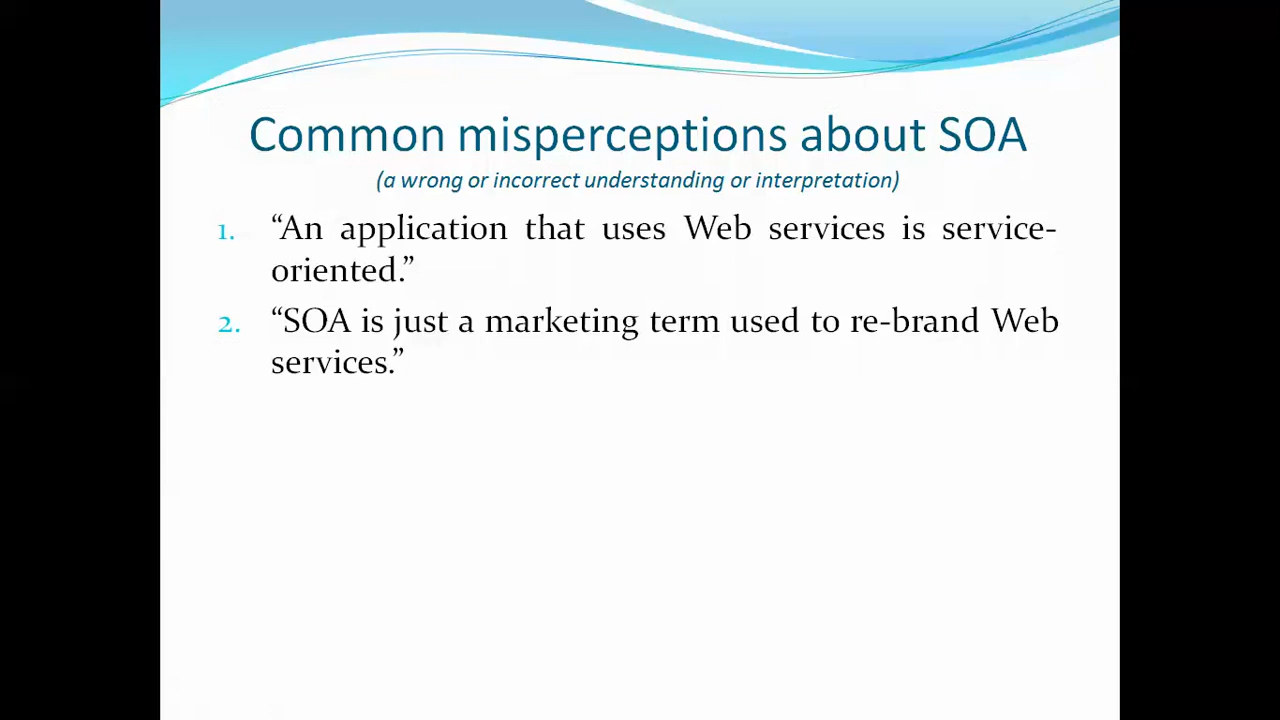 Common misperceptions about SOA
(a wrong or incorrect understanding or interpretation)
1. “An application that uses Web services is service-
oriented.”
2. “SOA is just a marketing term used to re-brand Web
services.”